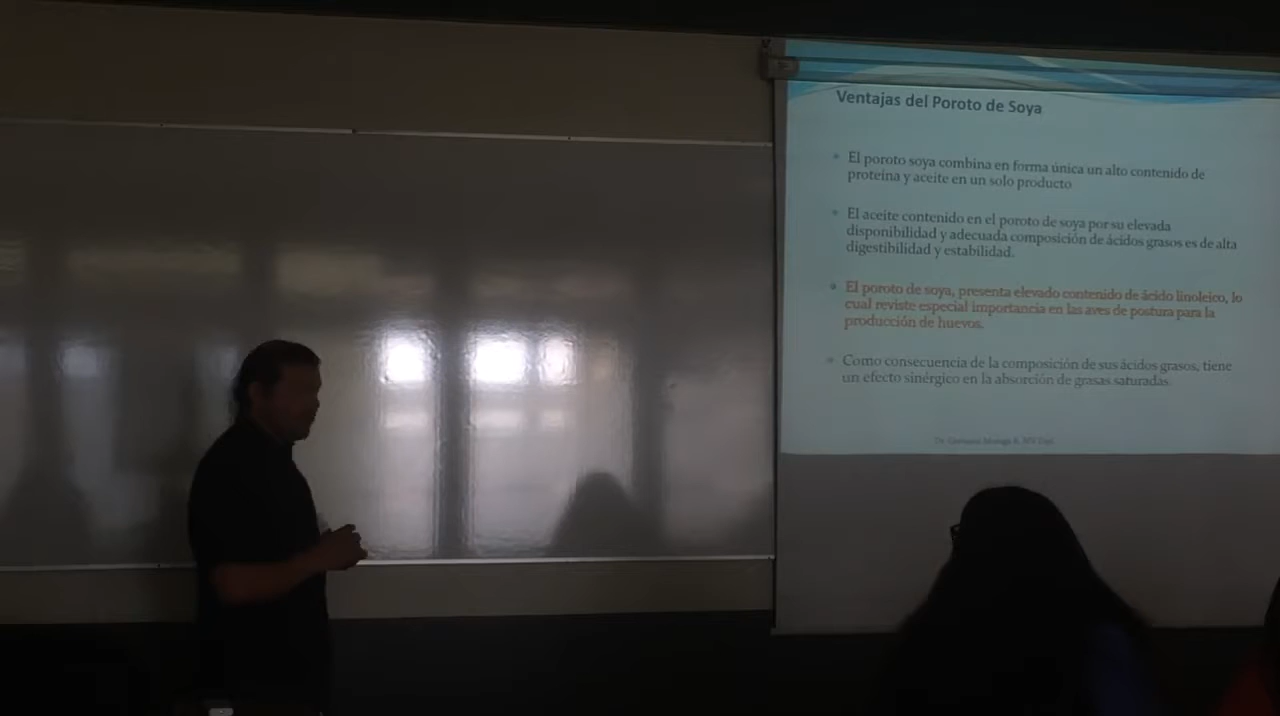 Ventajas del Poroto de Soya
El poroto soya combina en forma única un alto contenido de
proteína y aceite en un solo producto
El aceite contenido en el poroto de soya por su elevada
disponibilidad y adecuada composición de ácidos grasos es de alta
digestibilidad y estabilidad.
El poroto de soya, presenta elevado contenido de ácido linoleico, lo
cual reviste especial importancia en las aves de postura para la
producción de huevos.
Como consecuencia de la composición de sus ácidos grasos, tiene
un efecto sinérgico en la absorción de grasas saturadas
Dr.